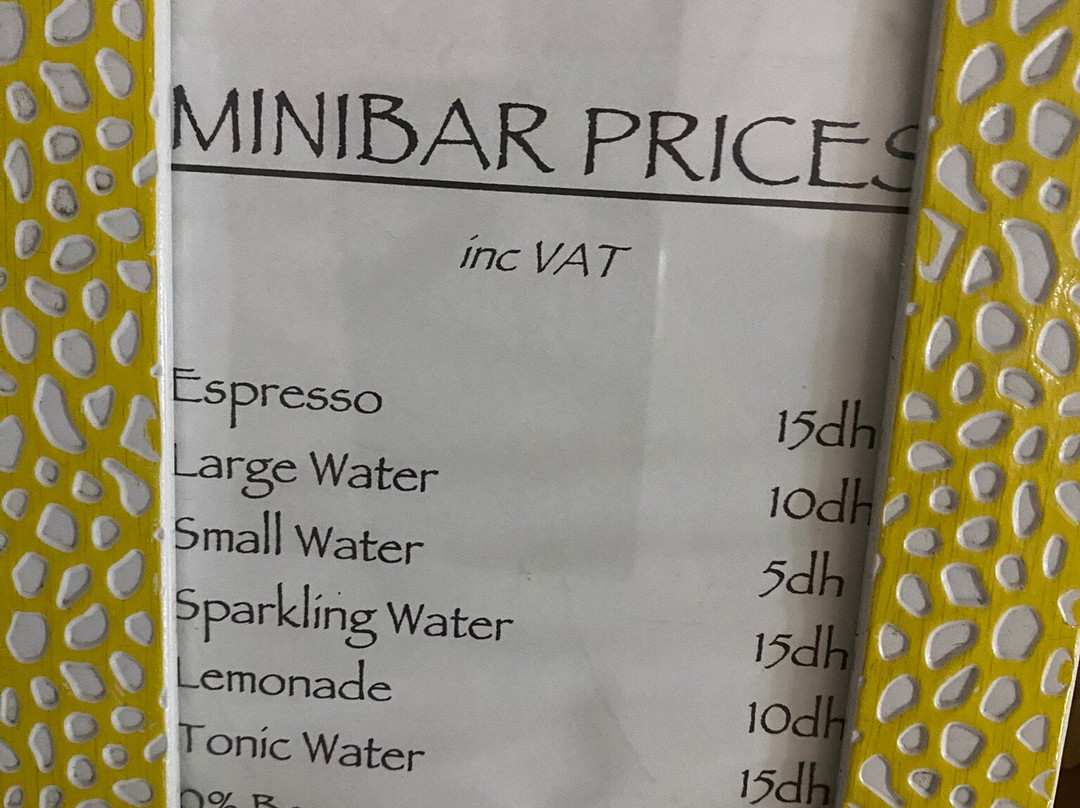 MINIBAR PRICES
inc VAT
Espresso 15dh
Large Water 10dh
Small Water 5dh
Sparkling Water 15dh
Lemonade 10dh
Tonic Water 15dh